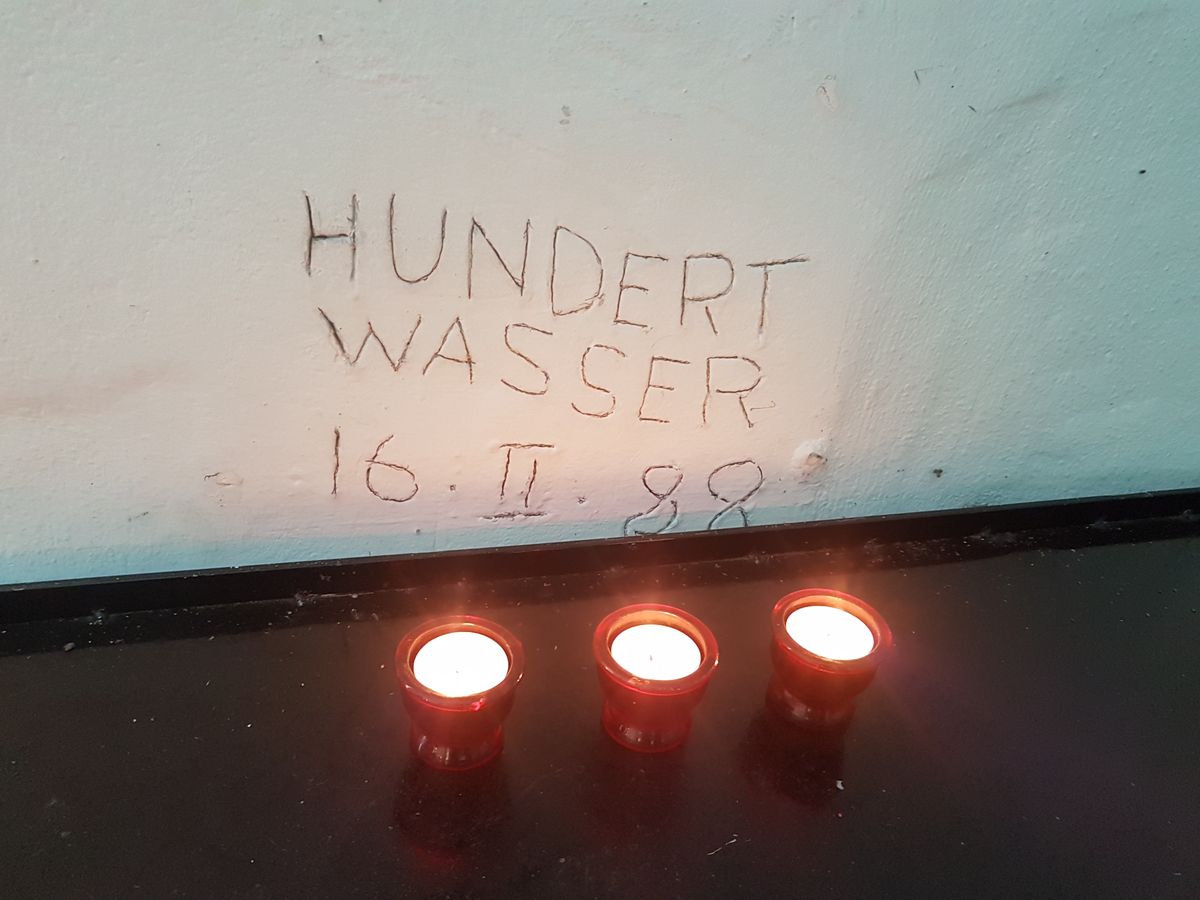 HUNDERT
WASSER
16. II. 88